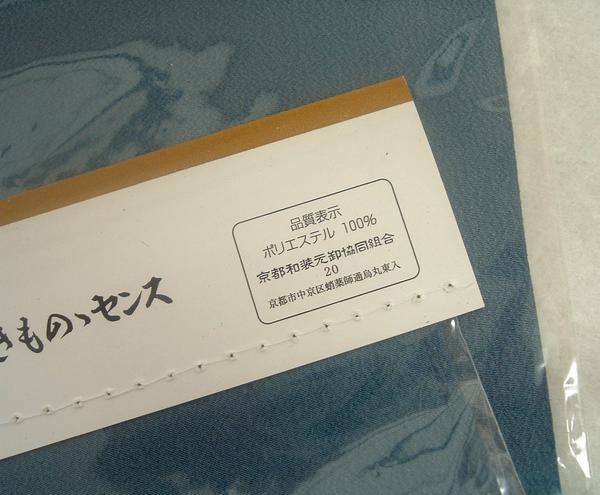 品質表示
ポリエステル 100%
京都和装元卸協同組合
20
京都市中京区蛸薬師通烏丸東入
きものゝセンス